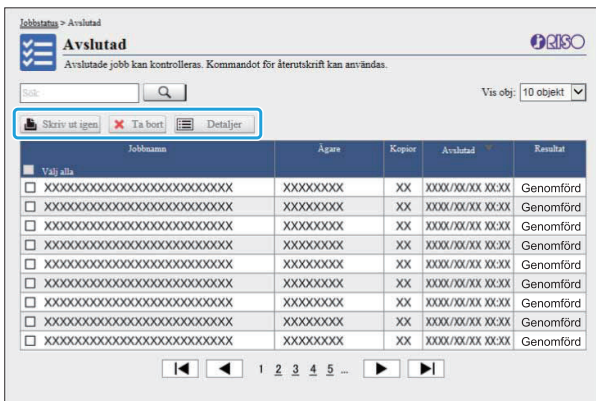 Jobbstatus > Avslutad
Avslutad
RISO
Avslutade jobb kan kontrolleras. Kommandot för återutskrift kan användas.
Sök
Vis obj: 10 objekt
Skriv ut igen Ta bort Detaljer
Jobbnamn Ägare Kopior Avslutad Resultat
Välj alla
XXXXXXXXXXXXXXXXXXXXXXXXX XXXXXXXX XX XXXX/XX/XX XX:XX Genomförd
XXXXXXXXXXXXXXXXXXXXXXXXX XXXXXXXX XX XXXX/XX/XX XX:XX Genomförd
XXXXXXXXXXXXXXXXXXXXXXXXX XXXXXXXX XX XXXX/XX/XX XX:XX Genomförd
XXXXXXXXXXXXXXXXXXXXXXXXX XXXXXXXX XX XXXX/XX/XX XX:XX Genomförd
XXXXXXXXXXXXXXXXXXXXXXXXX XXXXXXXX XX XXXX/XX/XX XX:XX Genomförd
XXXXXXXXXXXXXXXXXXXXXXXXX XXXXXXXX XX XXXX/XX/XX XX:XX Genomförd
XXXXXXXXXXXXXXXXXXXXXXXXX XXXXXXXX XX XXXX/XX/XX XX:XX Genomförd
XXXXXXXXXXXXXXXXXXXXXXXXX XXXXXXXX XX XXXX/XX/XX XX:XX Genomförd
XXXXXXXXXXXXXXXXXXXXXXXXX XXXXXXXX XX XXXX/XX/XX XX:XX Genomförd
1 2 3 4 5 ...